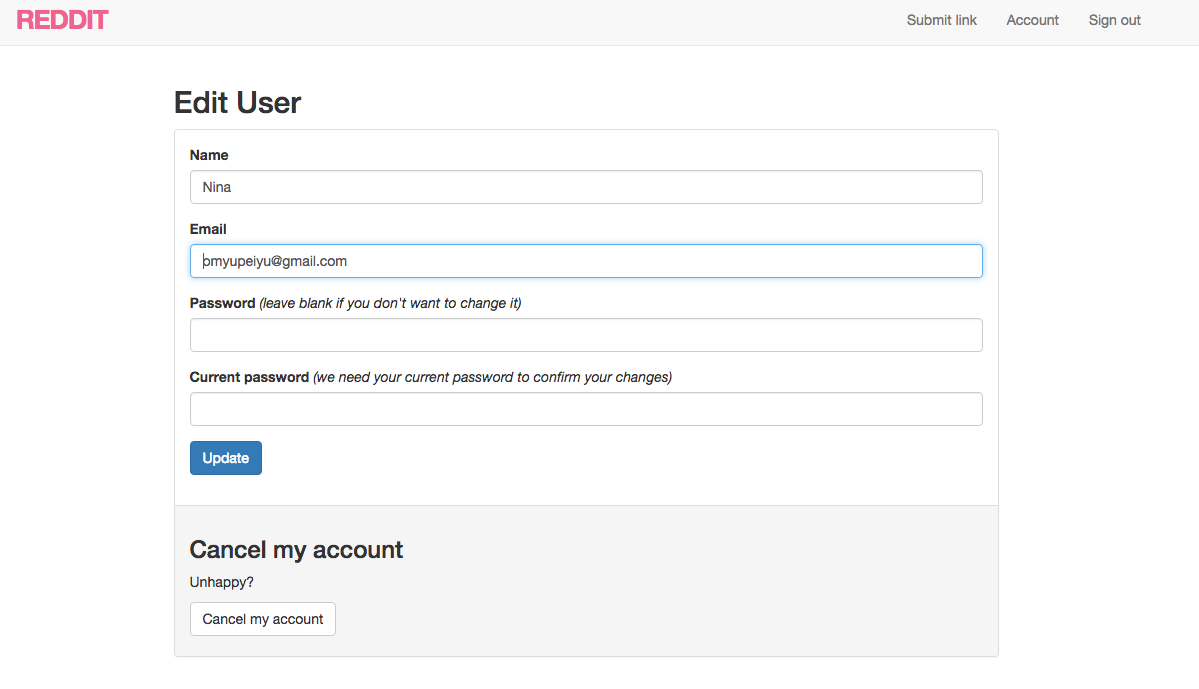 REDDIT
Submit link
Account
Sign out
Edit User
Name
Nina
Email
pmyupeiyu@gmail.com
Password (leave blank if you don't want to change it)
Current password (we need your current password to confirm your changes)
Update
Cancel my account
Unhappy?
Cancel my account